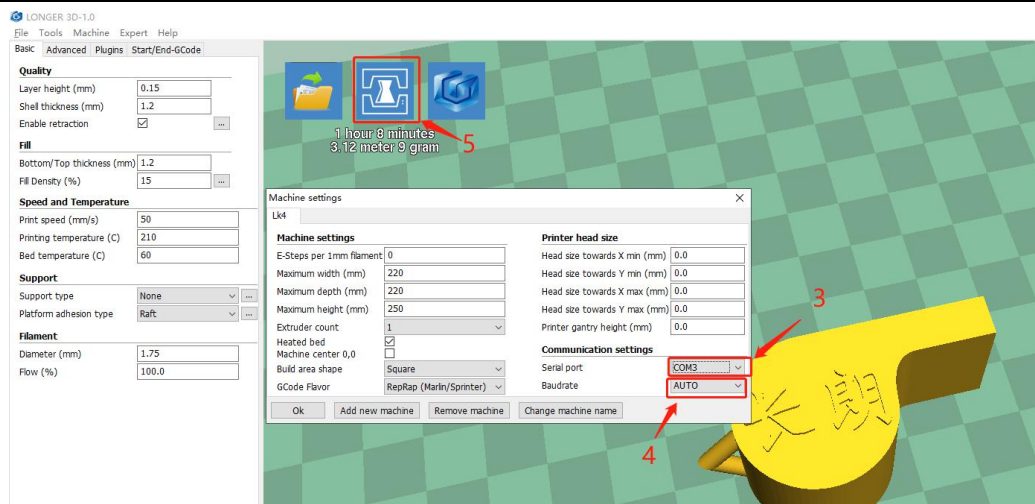 LONGER 3D-1.0
File Tools Machine Expert Help
Basic Advanced Plugins Start/End-GCode
Quality
Layer height (mm) 0.15
Shell thickness (mm) 1.2
Enable retraction ...
Fill
Bottom/Top thickness (mm) 1.2
Fill Density (%) 15 ...
Speed and Temperature
Print speed (mm/s) 50
Printing temperature (C) 210
Bed temperature (C) 60
Support
Support type None ...
Platform adhesion type Raft ...
Filament
Diameter (mm) 1.75
Flow (%) 100.0
1 hour 8 minutes
3.12 meter 9 gram
5
Machine settings
Lk4
Machine settings
E-Steps per 1mm filament 0
Maximum width (mm) 220
Maximum depth (mm) 220
Maximum height (mm) 250
Extruder count 1
Heated bed
Machine center 0,0
Build area shape Square
GCode Flavor RepRap (Marlin/Sprinter)
Printer head size
Head size towards X min (mm) 0.0
Head size towards Y min (mm) 0.0
Head size towards X max (mm) 0.0
Head size towards Y max (mm) 0.0
Printer gantry height (mm) 0.0
Communication settings
Serial port COM3
Baudrate AUTO
Ok Add new machine Remove machine Change machine name
3
4
长朗